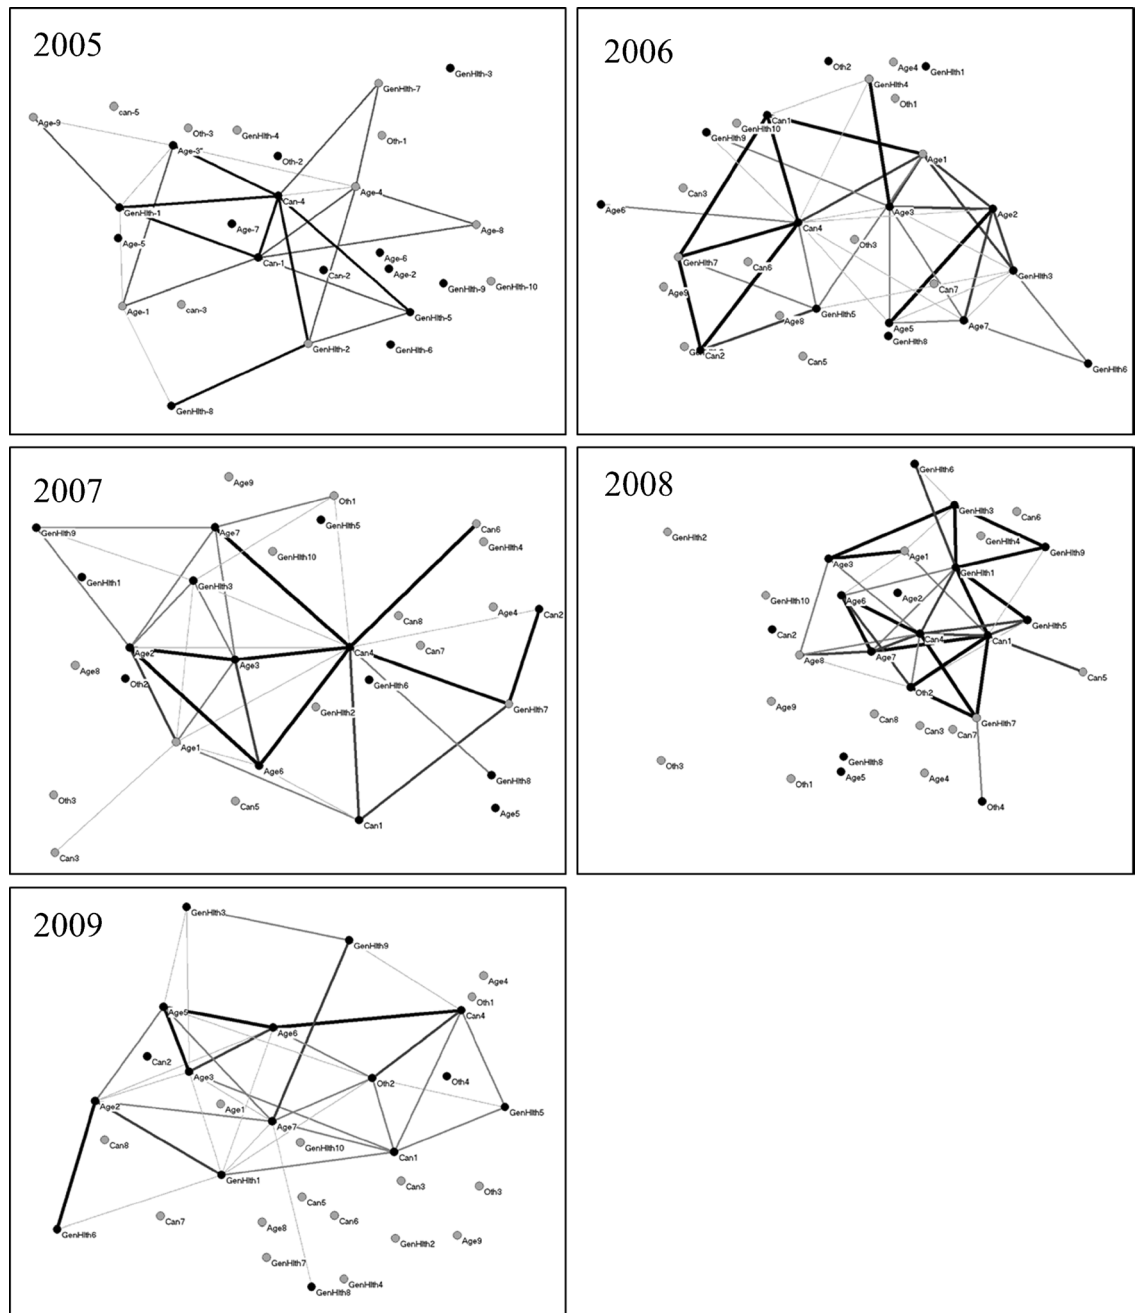 2005
GenHlth-3
GenHlth-7
can-5
Age-9
Oth-3
GenHlth-4
Oth-1
Age-3*
Oth-2
Age-4
Can-4
GenHlth-1
Age-7
Age-8
Age-5
Age-6
Can-1
Age-2
Can-2
GenHlth-9
GenHlth-10
Age-1
can-3
GenHlth-5
GenHlth-2
GenHlth-6
GenHlth-8
2006
Oth2
Age4
GenHlth1
GenHlth4
Oth1
Can1
GenHlth10
GenHlth9
Age1
Can3
Age6
Age3
Age2
Can4
Oth3
GenHlth7
Can6
GenHlth3
Can7
Age9
Age8
GenHlth5
Age5
Age7
GenHlth8
Can2
Can5
GenHlth6
2007
Age9
Oth1
GenHlth5
GenHlth9
Age7
Can6
GenHlth4
GenHlth10
GenHlth1
GenHlth3
Age4
Can2
Can8
Age2
Age3
Can4
Can7
Age8
Oth2
GenHlth6
GenHlth2
GenHlth7
Age1
Age6
GenHlth8
Oth3
Can5
Age5
Can1
Can3
2008
GenHlth6
GenHlth3
Can6
GenHlth2
GenHlth4
GenHlth9
Age3
Age1
GenHlth1
GenHlth10
Age6
Age2
GenHlth5
Can2
Can4
Can1
Age8
Age7
Can5
Oth2
Age9
Can8
GenHlth7
Can3
Can7
GenHlth8
Oth3
Age5
Age4
Oth1
Oth4
2009
GenHlth3
GenHlth9
Age4
Oth1
Age5
Can4
Age6
Can2
Age3
Oth2
Oth4
Age2
Age1
GenHlth5
Age7
Can8
GenHlth10
Can1
GenHlth1
Can3
Oth3
Can5
Can7
Age8
Can6
GenHlth6
GenHlth2
Age9
GenHlth7
GenHlth4
GenHlth8